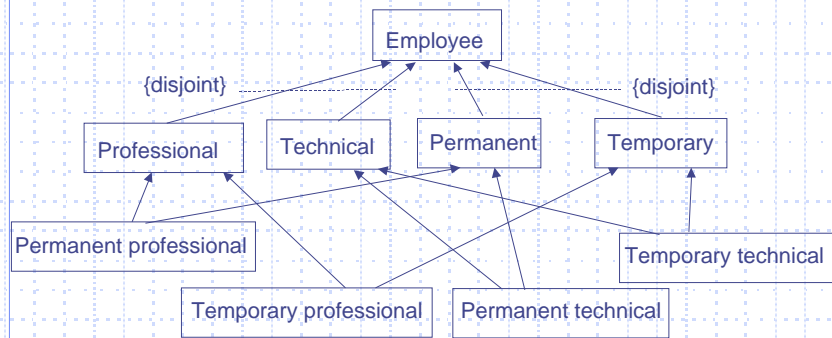 Employee
{disjoint}
{disjoint}
Professional
Technical
Permanent
Temporary
Permanent professional
Temporary technical
Temporary professional
Permanent technical